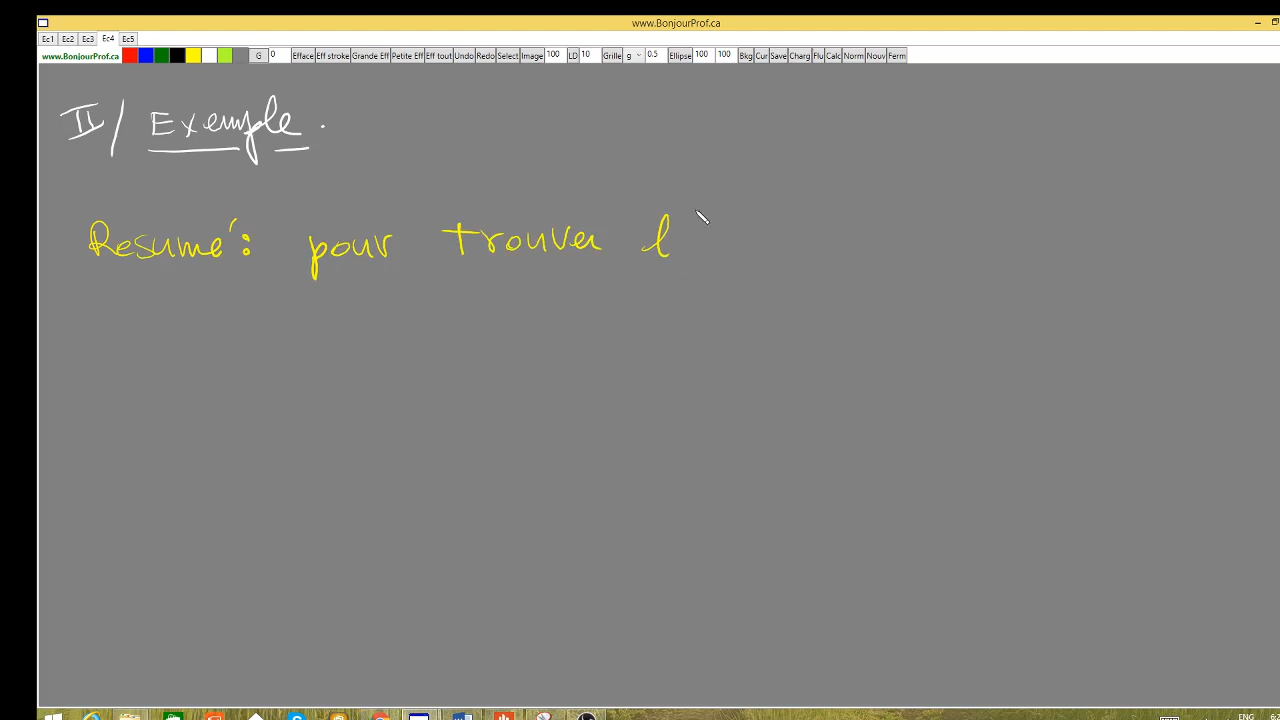 www.BonjourProf.ca
Ec1 Ec2 Ec3 Ec4 Ec5
www.BonjourProf.ca G 0 Efface Eff stroke Grande Eff Petite Eff Eff tout Undo Redo Select Image 100 LD 10 Grille g 0.5 Ellipse 100 100 Bkg Cur Save Charg Flu Calc Norm Nouv Ferm
II/ Exemple.
Resumé: pour trouver l
ENG